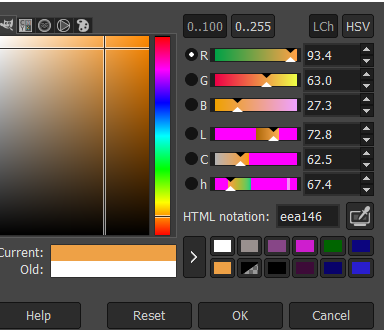 0..100 0..255 LCh HSV
R 93.4
G 63.0
B 27.3
L 72.8
C 62.5
h 67.4
HTML notation: eea146
Current:
Old:
Help Reset OK Cancel